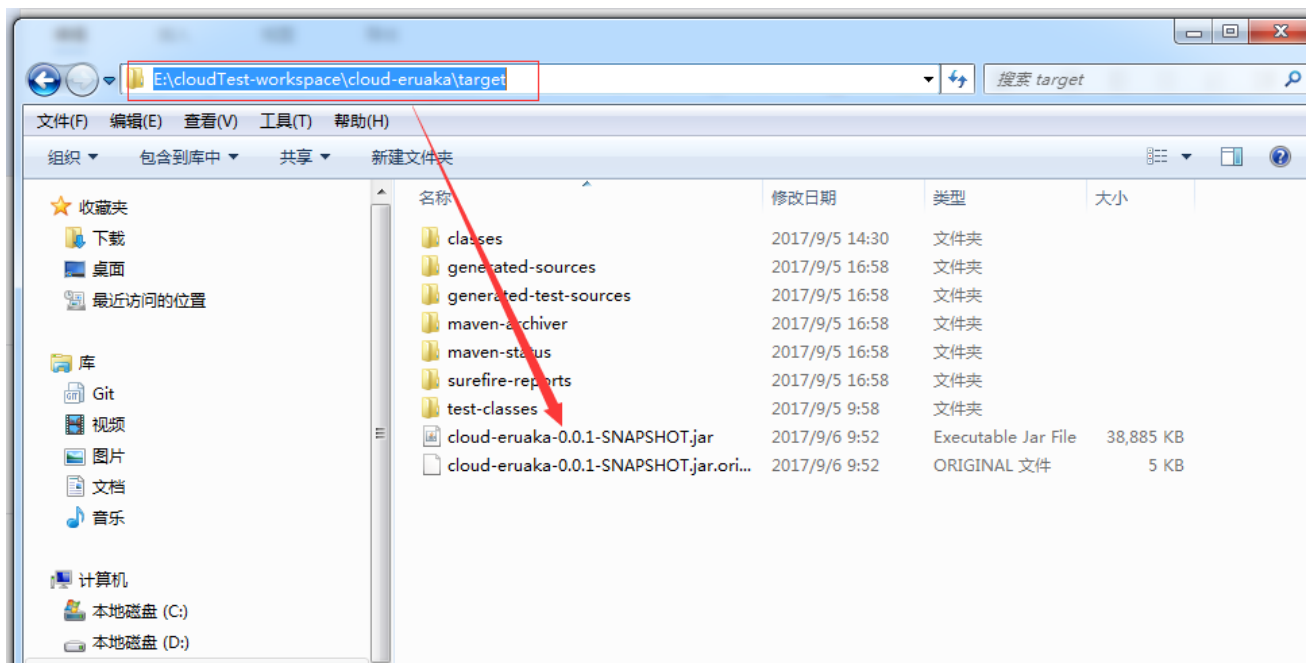 E:\cloudTest-workspace\cloud-eruaka\target
搜索 target
文件(F) 编辑(E) 查看(V) 工具(T) 帮助(H)
组织 包含到库中 共享 新建文件夹
名称 修改日期 类型 大小
收藏夹
下载
桌面
最近访问的位置
库
Git
视频
图片
文档
音乐
计算机
本地磁盘 (C:)
本地磁盘 (D:)
classes 2017/9/5 14:30 文件夹
generated-sources 2017/9/5 16:58 文件夹
generated-test-sources 2017/9/5 16:58 文件夹
maven-archiver 2017/9/5 16:58 文件夹
maven-status 2017/9/5 16:58 文件夹
surefire-reports 2017/9/5 16:58 文件夹
test-classes 2017/9/5 9:58 文件夹
cloud-eruaka-0.0.1-SNAPSHOT.jar 2017/9/6 9:52 Executable Jar File 38,885 KB
cloud-eruaka-0.0.1-SNAPSHOT.jar.ori... 2017/9/6 9:52 ORIGINAL 文件 5 KB